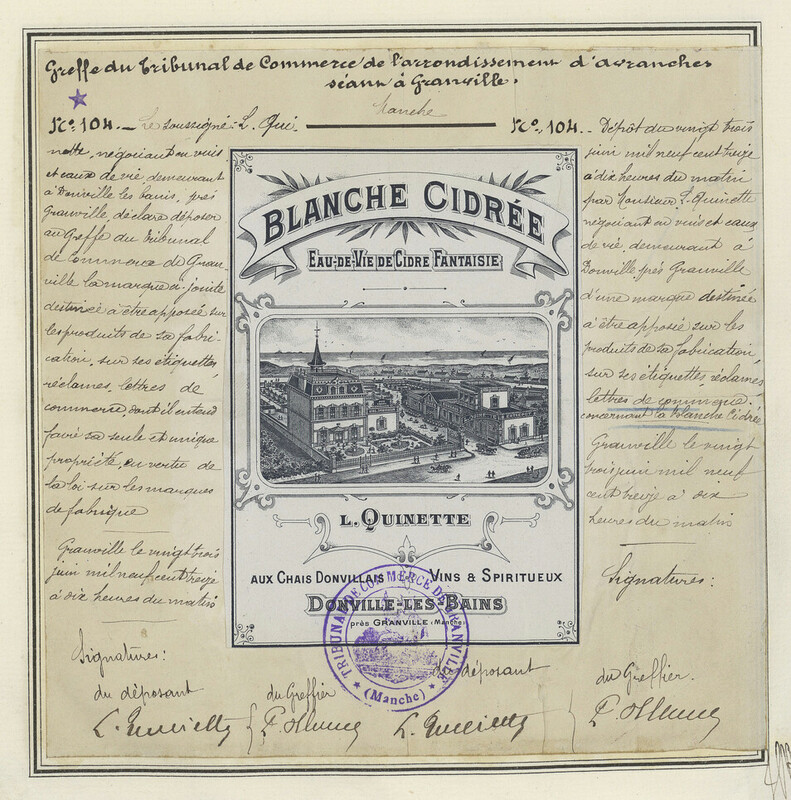 Greffe du Tribunal de Commerce de l'arrondissement d'Avranches
séant à Granville.
Manche
No. 104. - Le soussigné: L. Qui-
nette, négociant en vins
et eaux de vie demeurant
à Donville les bains, près
Granville, déclare déposer
au Greffe du Tribunal
de Commerce de Gran-
ville la marque ci-jointe
destinée à être apposée sur
les produits de sa fabri-
cation, sur ses étiquettes
réclames, lettres de
commerce, dont il entend
faire sa seule et unique
propriété, en vertu de
la loi sur les marques
de fabrique
Granville le vingt trois
juin mil neuf cent treize
à dix heures du matin
Signatures:
du déposant
du Greffier
L. Quinette
BLANCHE CIDRÉE
EAU-DE-VIE DE CIDRE FANTAISIE
L. QUINETTE
AUX CHAIS DONVILLAIS
VINS & SPIRITUEUX
DONVILLE-LES-BAINS
près GRANVILLE (Manche)
TRIBUNAL DE COMMERCE DE GRANVILLE
(Manche)
No. 104. - Dépôt du vingt trois
juin mil neuf cent treize
à dix heures du matin
par Monsieur L. Quinette
négociant en vins et eaux
de vie demeurant à
Donville près Granville
d'une marque destinée
à être apposée sur les
produits de sa fabrication,
sur ses étiquettes réclames
lettres de commerce.
concernant la blanche Cidrée
Granville le vingt
trois juin mil neuf
cent treize à dix
heures du matin
Signatures:
du déposant
du Greffier.
L. Quinette